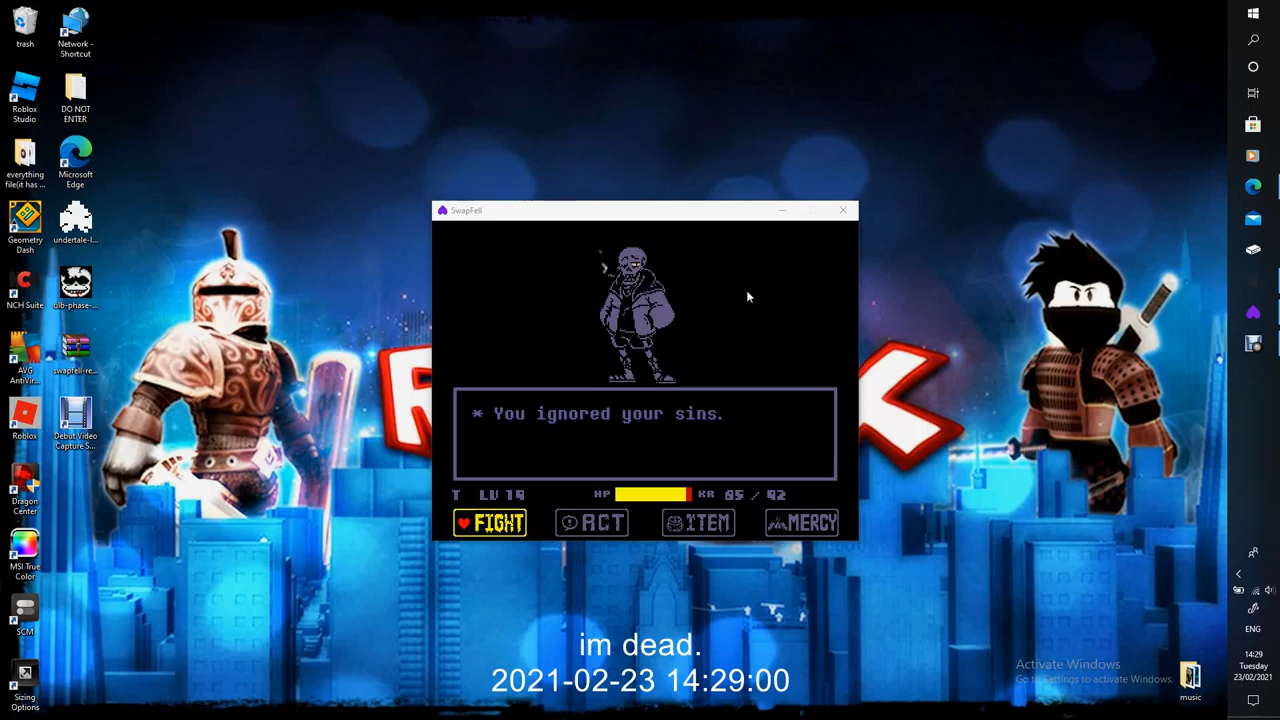 trash
Network -
Shortcut
Roblox
Studio
DO NOT
ENTER
everything
file(it has ...
Microsoft
Edge
Geometry
Dash
undertale-l...
NCH Suite
ulb-phase-...
AVG
AntiVir...
swapfell-re...
Roblox
Debut Video
Capture S...
Dragon
Center
MSI True
Color
SCM
Sizing
Options
SwapFell
* You ignored your sins.
T LV 19 HP KR 85 / 92
FIGHT ACT ITEM MERCY
R K
im dead.
2021-02-23 14:29:00
Activate Windows
Go to Settings to activate Windows.
music
ENG
14:29
Tuesday
23/02/2021